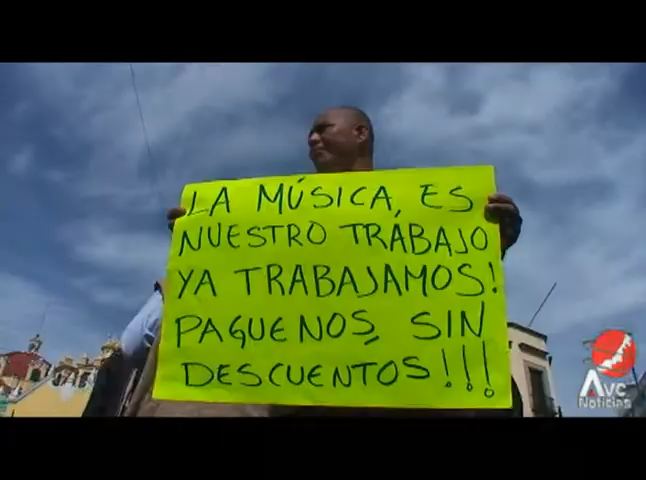 LA MÚSICA, ES
NUESTRO TRABAJO
YA TRABAJAMOS!
PAGUENOS, SIN
DESCUENTOS!!!
Avc
Noticias